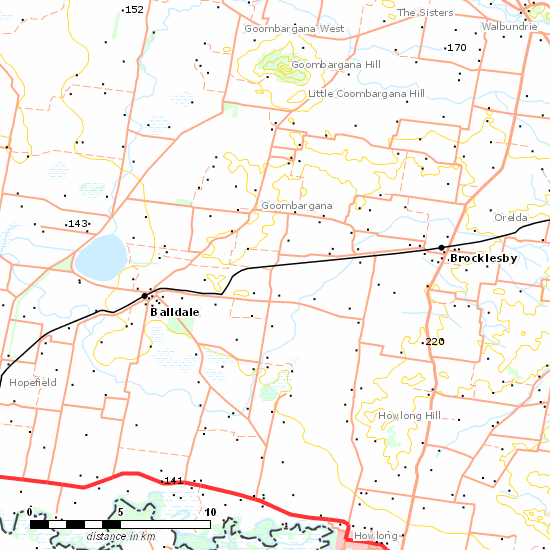 152
The Sisters
Goombargana West
Walbundrie
170
Goombargana Hill
Little Coombargana Hill
Goombargana
Orelda
143
Brocklesby
Balldale
220
Hopefield
Howlong Hill
141
0 5 10
distance in km
Howlong